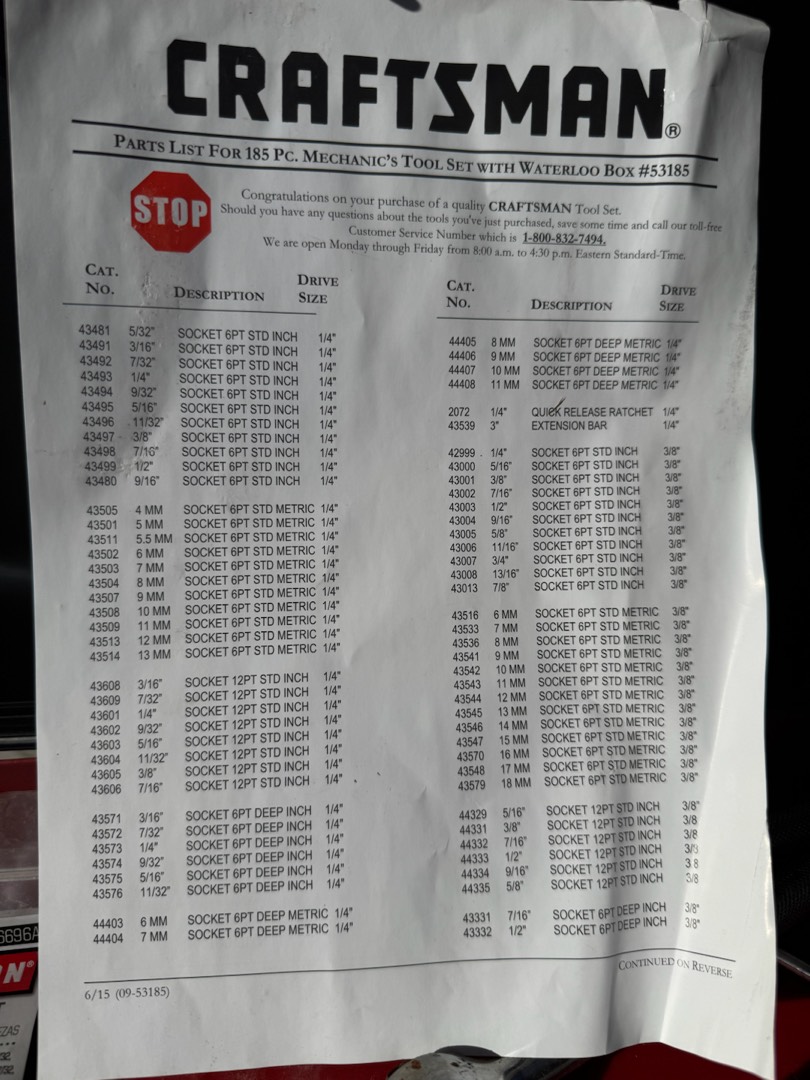 CRAFTSMAN®
PARTS LIST FOR 185 PC. MECHANIC'S TOOL SET WITH WATERLOO BOX #53185
STOP
Congratulations on your purchase of a quality CRAFTSMAN Tool Set.
Should you have any questions about the tools you've just purchased, save some time and call our toll-free
Customer Service Number which is 1-800-832-7494.
We are open Monday through Friday from 8:00 a.m. to 4:30 p.m. Eastern Standard-Time.
CAT. NO. DESCRIPTION DRIVE SIZE
43481 5/32" SOCKET 6PT STD INCH 1/4"
43491 3/16" SOCKET 6PT STD INCH 1/4"
43492 7/32" SOCKET 6PT STD INCH 1/4"
43493 1/4" SOCKET 6PT STD INCH 1/4"
43494 9/32" SOCKET 6PT STD INCH 1/4"
43495 5/16" SOCKET 6PT STD INCH 1/4"
43496 11/32" SOCKET 6PT STD INCH 1/4"
43497 3/8" SOCKET 6PT STD INCH 1/4"
43498 7/16" SOCKET 6PT STD INCH 1/4"
43499 1/2" SOCKET 6PT STD INCH 1/4"
43480 9/16" SOCKET 6PT STD INCH 1/4"
43505 4 MM SOCKET 6PT STD METRIC 1/4"
43501 5 MM SOCKET 6PT STD METRIC 1/4"
43511 5.5 MM SOCKET 6PT STD METRIC 1/4"
43502 6 MM SOCKET 6PT STD METRIC 1/4"
43503 7 MM SOCKET 6PT STD METRIC 1/4"
43504 8 MM SOCKET 6PT STD METRIC 1/4"
43507 9 MM SOCKET 6PT STD METRIC 1/4"
43508 10 MM SOCKET 6PT STD METRIC 1/4"
43509 11 MM SOCKET 6PT STD METRIC 1/4"
43513 12 MM SOCKET 6PT STD METRIC 1/4"
43514 13 MM SOCKET 6PT STD METRIC 1/4"
43608 3/16" SOCKET 12PT STD INCH 1/4"
43609 7/32" SOCKET 12PT STD INCH 1/4"
43601 1/4" SOCKET 12PT STD INCH 1/4"
43602 9/32" SOCKET 12PT STD INCH 1/4"
43603 5/16" SOCKET 12PT STD INCH 1/4"
43604 11/32" SOCKET 12PT STD INCH 1/4"
43605 3/8" SOCKET 12PT STD INCH 1/4"
43606 7/16" SOCKET 12PT STD INCH 1/4"
43571 3/16" SOCKET 6PT DEEP INCH 1/4"
43572 7/32" SOCKET 6PT DEEP INCH 1/4"
43573 1/4" SOCKET 6PT DEEP INCH 1/4"
43574 9/32" SOCKET 6PT DEEP INCH 1/4"
43575 5/16" SOCKET 6PT DEEP INCH 1/4"
43576 11/32" SOCKET 6PT DEEP INCH 1/4"
44403 6 MM SOCKET 6PT DEEP METRIC 1/4"
44404 7 MM SOCKET 6PT DEEP METRIC 1/4"
CAT. NO. DESCRIPTION DRIVE SIZE
44405 8 MM SOCKET 6PT DEEP METRIC 1/4"
44406 9 MM SOCKET 6PT DEEP METRIC 1/4"
44407 10 MM SOCKET 6PT DEEP METRIC 1/4"
44408 11 MM SOCKET 6PT DEEP METRIC 1/4"
2072 1/4" QUICK RELEASE RATCHET 1/4"
43539 3" EXTENSION BAR 1/4"
42999 1/4" SOCKET 6PT STD INCH 3/8"
43000 5/16" SOCKET 6PT STD INCH 3/8"
43001 3/8" SOCKET 6PT STD INCH 3/8"
43002 7/16" SOCKET 6PT STD INCH 3/8"
43003 1/2" SOCKET 6PT STD INCH 3/8"
43004 9/16" SOCKET 6PT STD INCH 3/8"
43005 5/8" SOCKET 6PT STD INCH 3/8"
43006 11/16" SOCKET 6PT STD INCH 3/8"
43007 3/4" SOCKET 6PT STD INCH 3/8"
43008 13/16" SOCKET 6PT STD INCH 3/8"
43013 7/8" SOCKET 6PT STD INCH 3/8"
43516 6 MM SOCKET 6PT STD METRIC 3/8"
43533 7 MM SOCKET 6PT STD METRIC 3/8"
43536 8 MM SOCKET 6PT STD METRIC 3/8"
43541 9 MM SOCKET 6PT STD METRIC 3/8"
43542 10 MM SOCKET 6PT STD METRIC 3/8"
43543 11 MM SOCKET 6PT STD METRIC 3/8"
43544 12 MM SOCKET 6PT STD METRIC 3/8"
43545 13 MM SOCKET 6PT STD METRIC 3/8"
43546 14 MM SOCKET 6PT STD METRIC 3/8"
43547 15 MM SOCKET 6PT STD METRIC 3/8"
43570 16 MM SOCKET 6PT STD METRIC 3/8"
43548 17 MM SOCKET 6PT STD METRIC 3/8"
43579 18 MM SOCKET 6PT STD METRIC 3/8"
44329 5/16" SOCKET 12PT STD INCH 3/8"
44331 3/8" SOCKET 12PT STD INCH 3/8
44332 7/16" SOCKET 12PT STD INCH 3/8
44333 1/2" SOCKET 12PT STD INCH 3/8
44334 9/16" SOCKET 12PT STD INCH 3/8
44335 5/8" SOCKET 12PT STD INCH 3/8
43331 7/16" SOCKET 6PT DEEP INCH 3/8"
43332 1/2" SOCKET 6PT DEEP INCH 3/8"
CONTINUED ON REVERSE
6/15 (09-53185)
6696A
N®